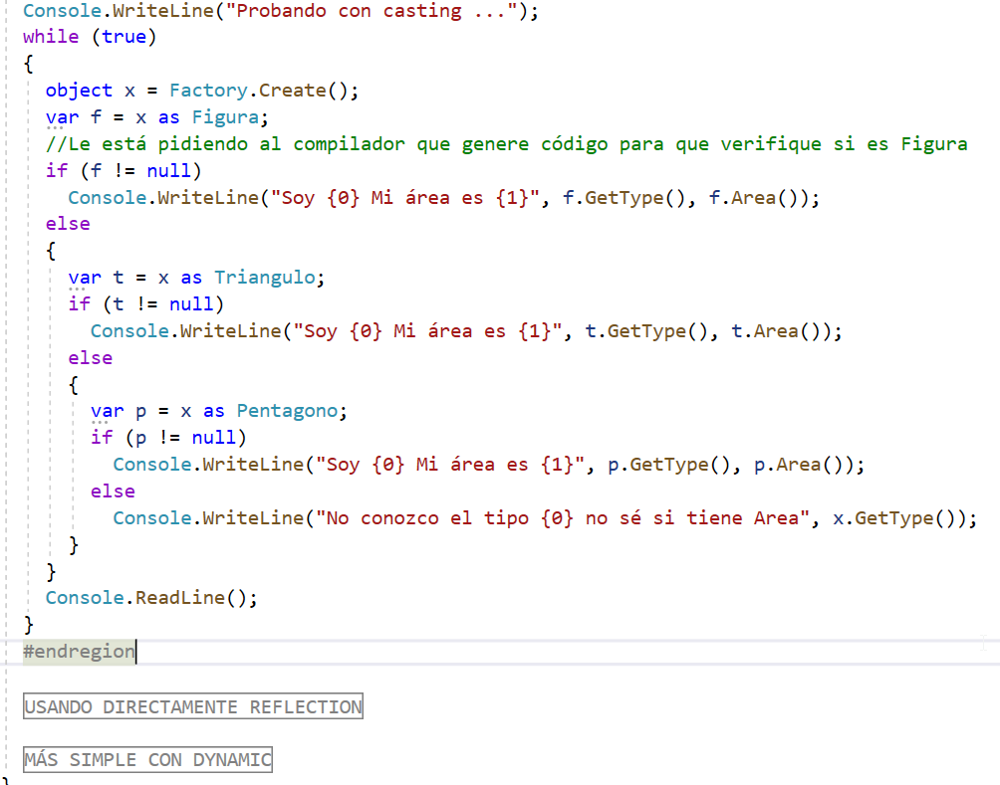 Console.WriteLine("Probando con casting ...");
while (true)
{
object x = Factory.Create();
var f = x as Figura;
//Le está pidiendo al compilador que genere código para que verifique si es Figura
if (f != null)
Console.WriteLine("Soy {0} Mi área es {1}", f.GetType(), f.Area());
else
{
var t = x as Triangulo;
if (t != null)
Console.WriteLine("Soy {0} Mi área es {1}", t.GetType(), t.Area());
else
{
var p = x as Pentagono;
if (p != null)
Console.WriteLine("Soy {0} Mi área es {1}", p.GetType(), p.Area());
else
Console.WriteLine("No conozco el tipo {0} no sé si tiene Area", x.GetType());
}
}
Console.ReadLine();
}
#endregion
USANDO DIRECTAMENTE REFLECTION
MÁS SIMPLE CON DYNAMIC
}